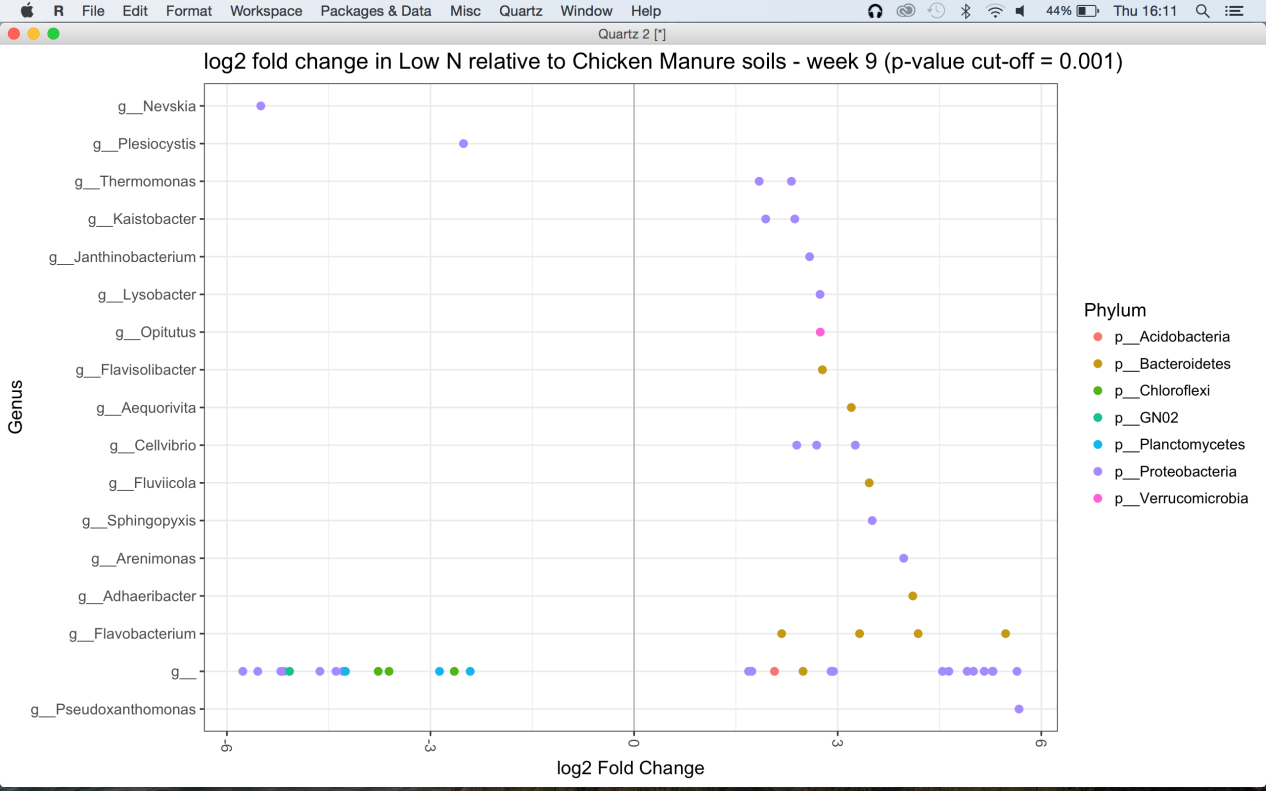 R File Edit Format Workspace Packages & Data Misc Quartz Window Help 44% Thu 16:11
Quartz 2 [*]
log2 fold change in Low N relative to Chicken Manure soils - week 9 (p-value cut-off = 0.001)
Genus
g__Nevskia
g__Plesiocystis
g__Thermomonas
g__Kaistobacter
g__Janthinobacterium
g__Lysobacter
g__Opitutus
g__Flavisolibacter
g__Aequorivita
g__Cellvibrio
g__Fluviicola
g__Sphingopyxis
g__Arenimonas
g__Adhaeribacter
g__Flavobacterium
g__
g__Pseudoxanthomonas
-6 -3 0 3 6
log2 Fold Change
Phylum
p__Acidobacteria
p__Bacteroidetes
p__Chloroflexi
p__GN02
p__Planctomycetes
p__Proteobacteria
p__Verrucomicrobia